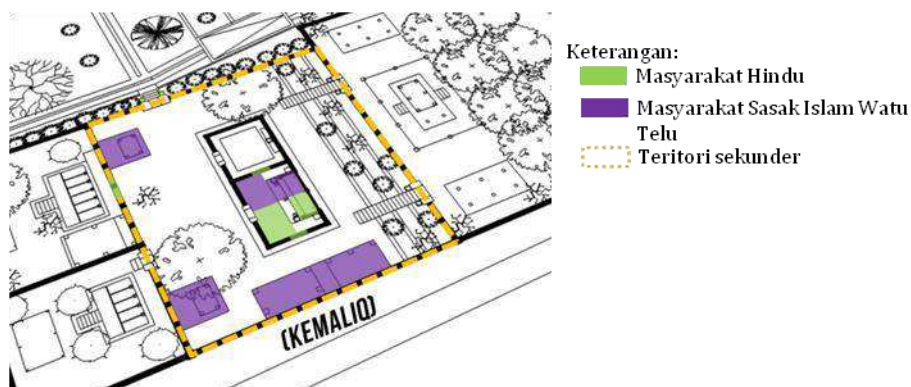 Keterangan:
Masyarakat Hindu
Masyarakat Sasak Islam Watu
Telu
Teritori sekunder
(KEMALIQ)